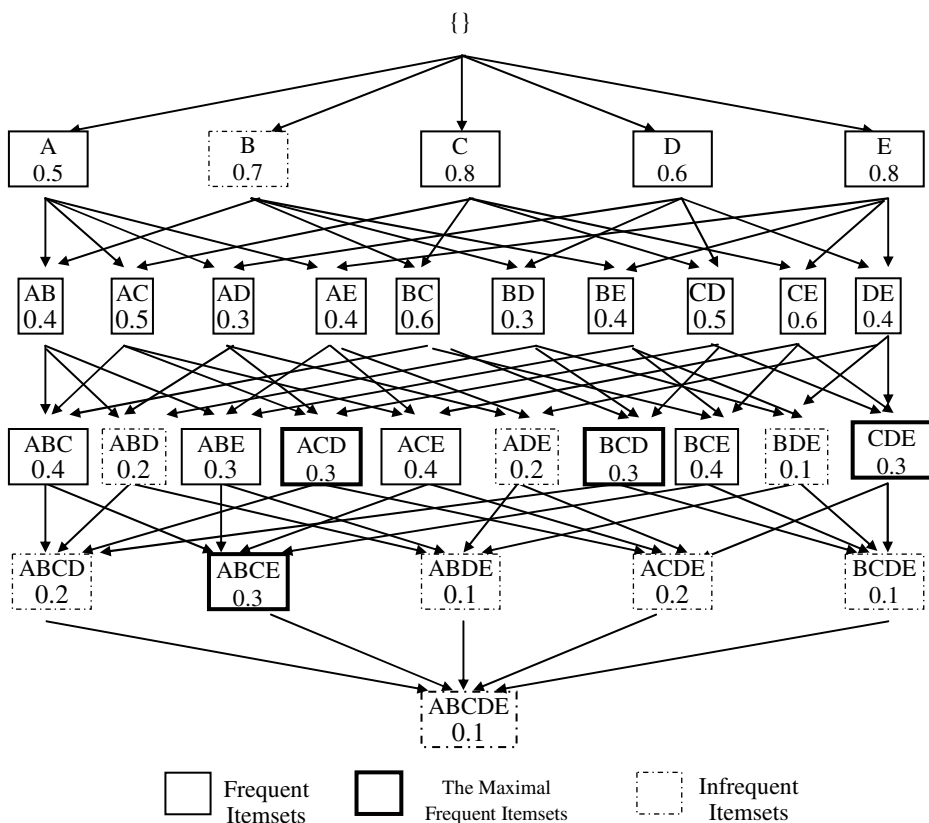 {}
A
0.5
B
0.7
C
0.8
D
0.6
E
0.8
AB
0.4
AC
0.5
AD
0.3
AE
0.4
BC
0.6
BD
0.3
BE
0.4
CD
0.5
CE
0.6
DE
0.4
ABC
0.4
ABD
0.2
ABE
0.3
ACD
0.3
ACE
0.4
ADE
0.2
BCD
0.3
BCE
0.4
BDE
0.1
CDE
0.3
ABCD
0.2
ABCE
0.3
ABDE
0.1
ACDE
0.2
BCDE
0.1
ABCDE
0.1
Frequent
Itemsets
The Maximal
Frequent Itemsets
Infrequent
Itemsets